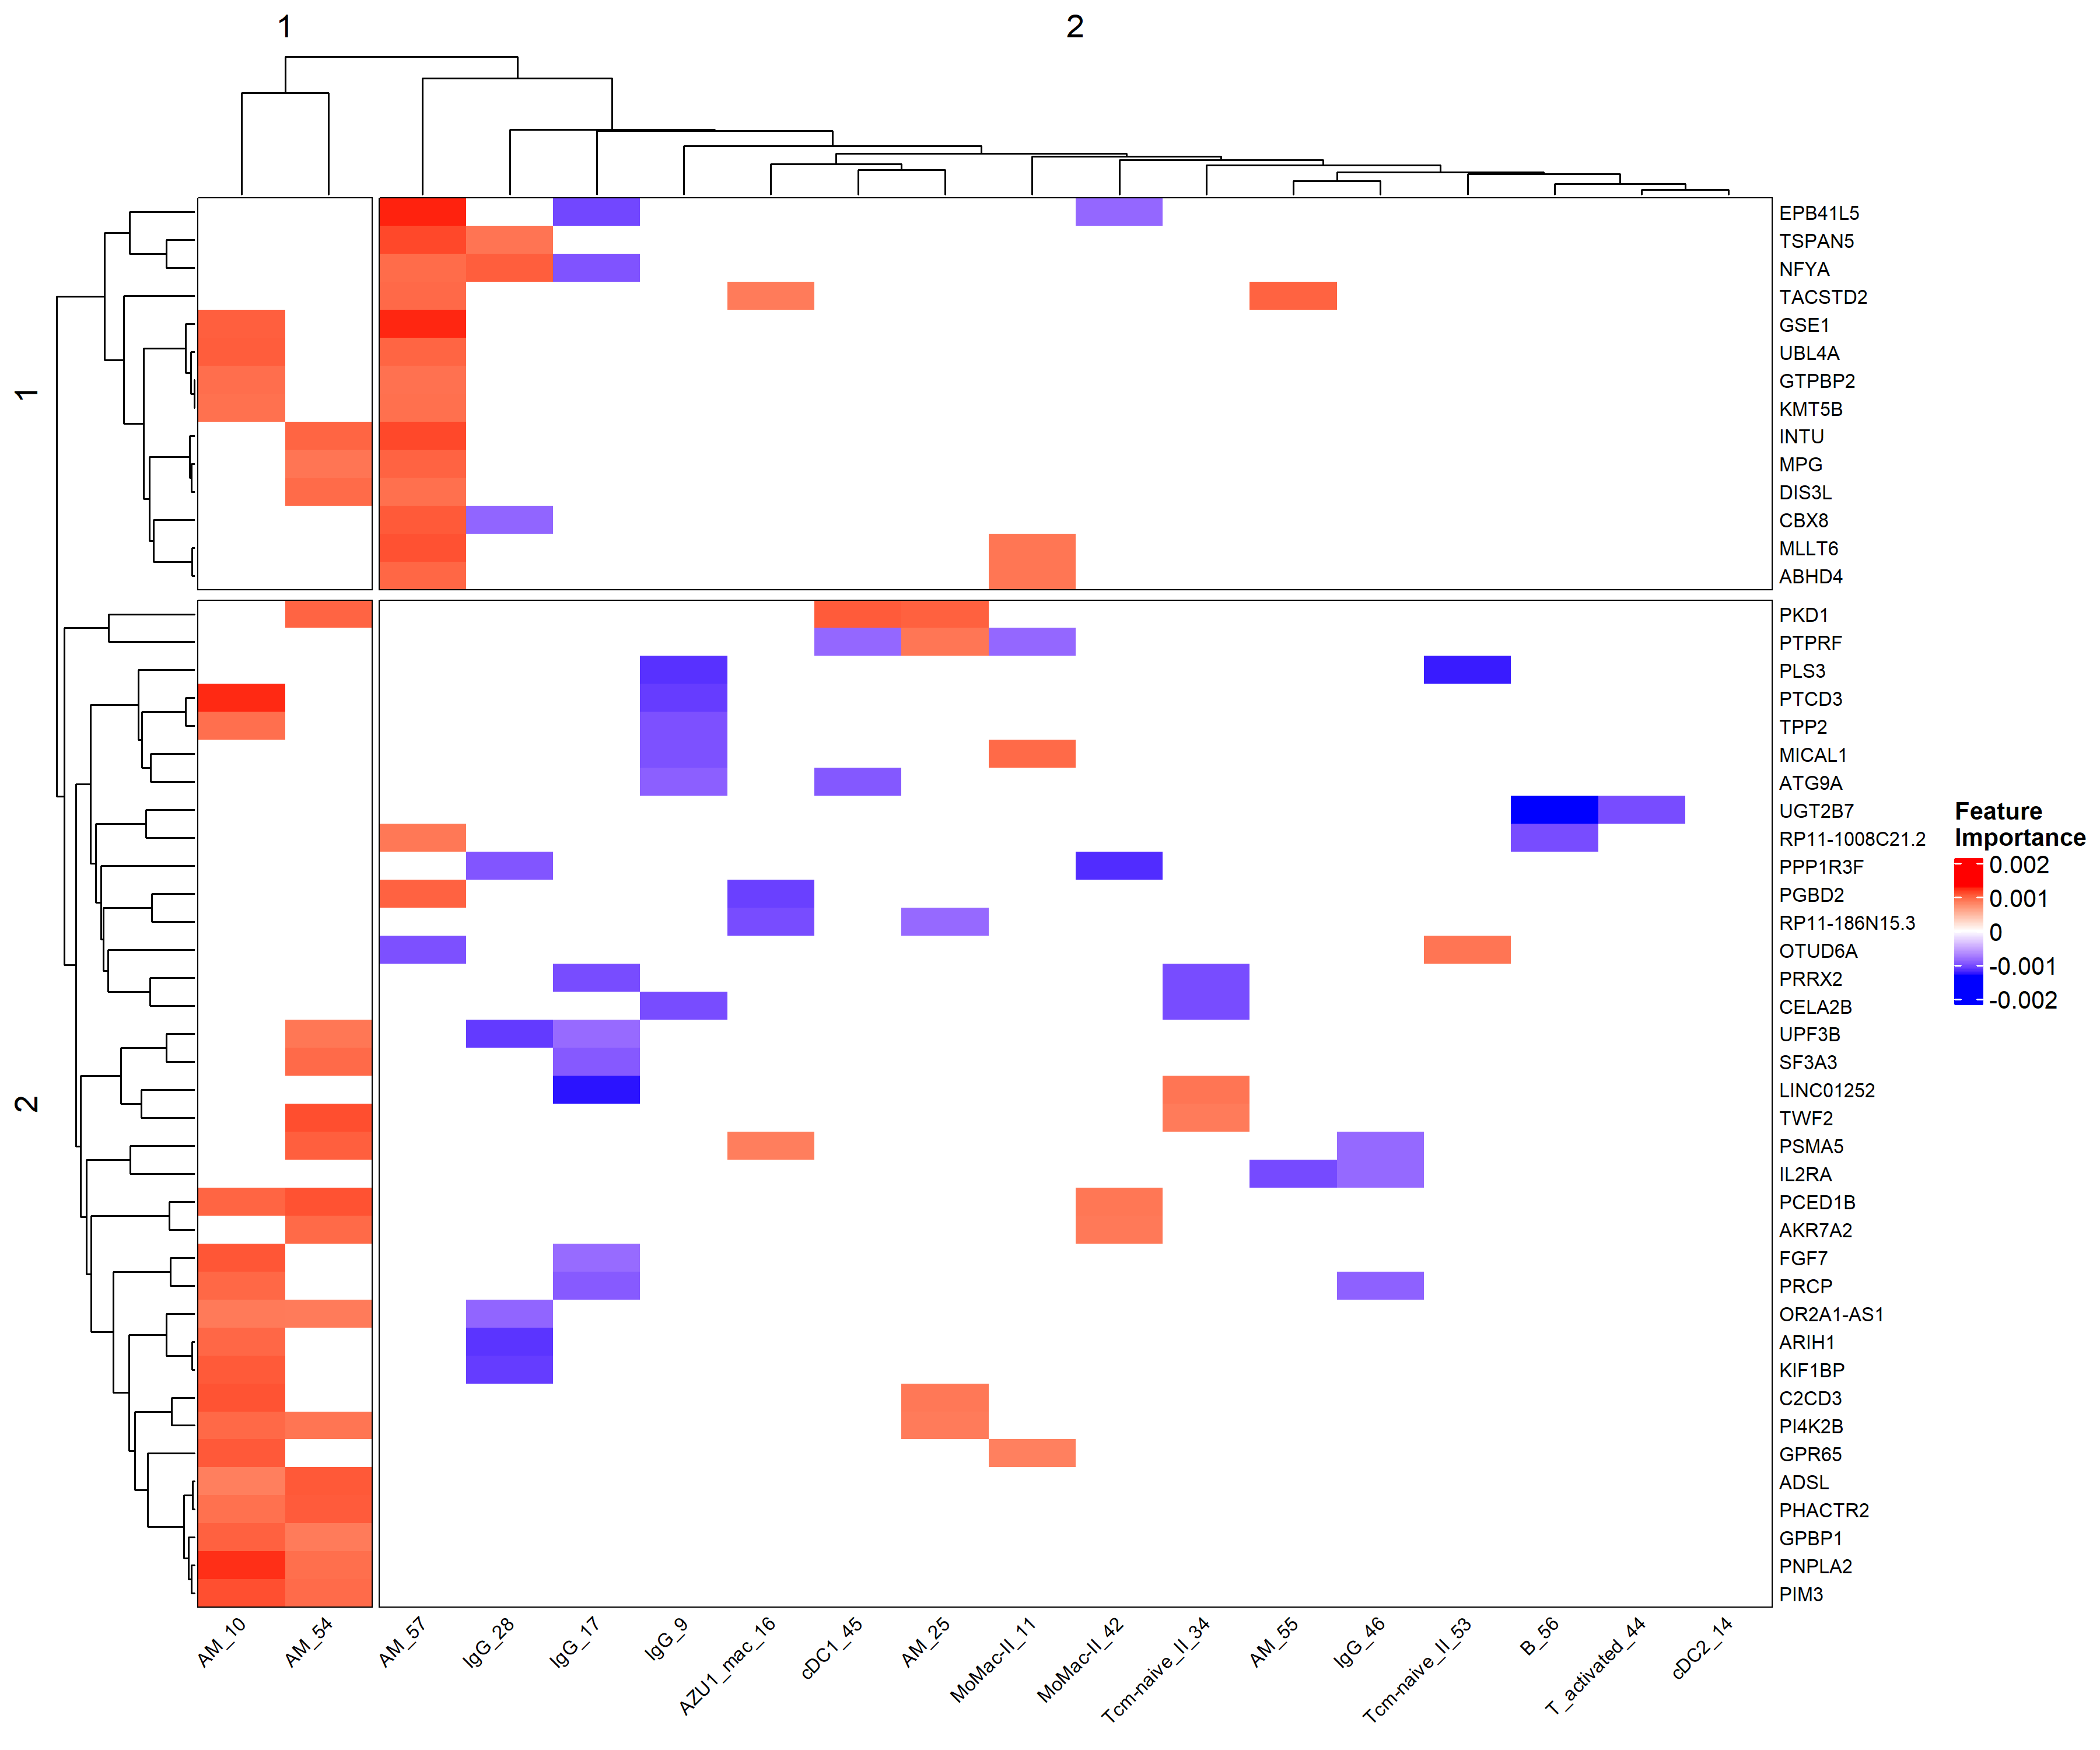 1
2
1
2
EPB41L5
TSPAN5
NFYA
TACSTD2
GSE1
UBL4A
GTPBP2
KMT5B
INTU
MPG
DIS3L
CBX8
MLLT6
ABHD4
PKD1
PTPRF
PLS3
PTCD3
TPP2
MICAL1
ATG9A
UGT2B7
RP11-1008C21.2
PPP1R3F
PGBD2
RP11-186N15.3
OTUD6A
PRRX2
CELA2B
UPF3B
SF3A3
LINC01252
TWF2
PSMA5
IL2RA
PCED1B
AKR7A2
FGF7
PRCP
OR2A1-AS1
ARIH1
KIF1BP
C2CD3
PI4K2B
GPR65
ADSL
PHACTR2
GPBP1
PNPLA2
PIM3
Feature
Importance
0.002
0.001
0
-0.001
-0.002
AM_10
AM_54
AM_57
IgG_28
IgG_17
IgG_9
AZU1_mac_16
cDC1_45
AM_25
MoMac-II_11
MoMac-II_42
Tcm-naive_II_34
AM_55
IgG_46
Tcm-naive_II_53
B_56
T_activated_44
cDC2_14